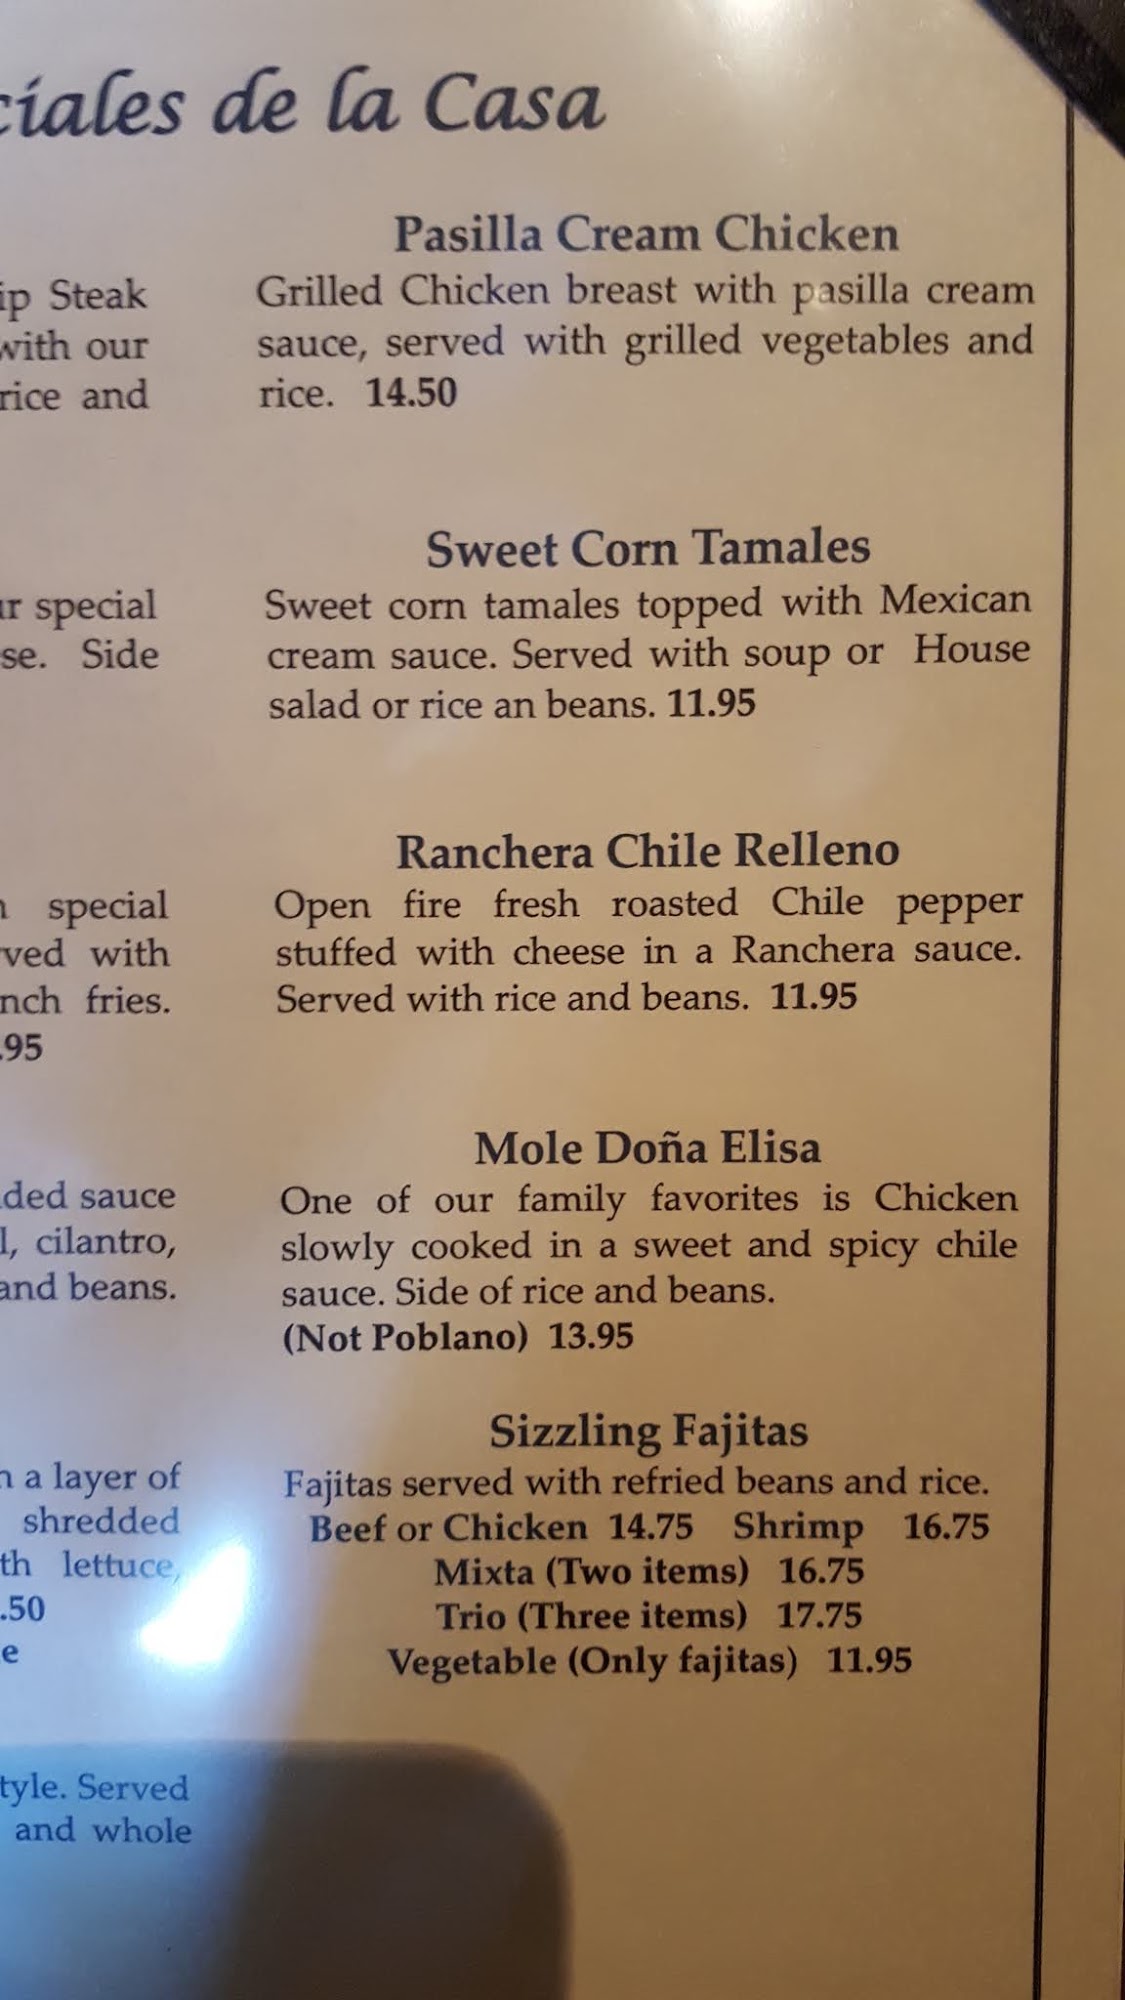 ciales de la Casa
ip Steak
with our
rice and
ur special
se. Side
special
ved with
nch fries.
.95
ded sauce
l, cilantro,
and beans.
n a layer of
shredded
th lettuce,
.50
e
tyle. Served
and whole
Pasilla Cream Chicken
Grilled Chicken breast with pasilla cream
sauce, served with grilled vegetables and
rice. 14.50
Sweet Corn Tamales
Sweet corn tamales topped with Mexican
cream sauce. Served with soup or House
salad or rice an beans. 11.95
Ranchera Chile Relleno
Open fire fresh roasted Chile pepper
stuffed with cheese in a Ranchera sauce.
Served with rice and beans. 11.95
Mole Doña Elisa
One of our family favorites is Chicken
slowly cooked in a sweet and spicy chile
sauce. Side of rice and beans.
(Not Poblano) 13.95
Sizzling Fajitas
Fajitas served with refried beans and rice.
Beef or Chicken 14.75 Shrimp 16.75
Mixta (Two items) 16.75
Trio (Three items) 17.75
Vegetable (Only fajitas) 11.95